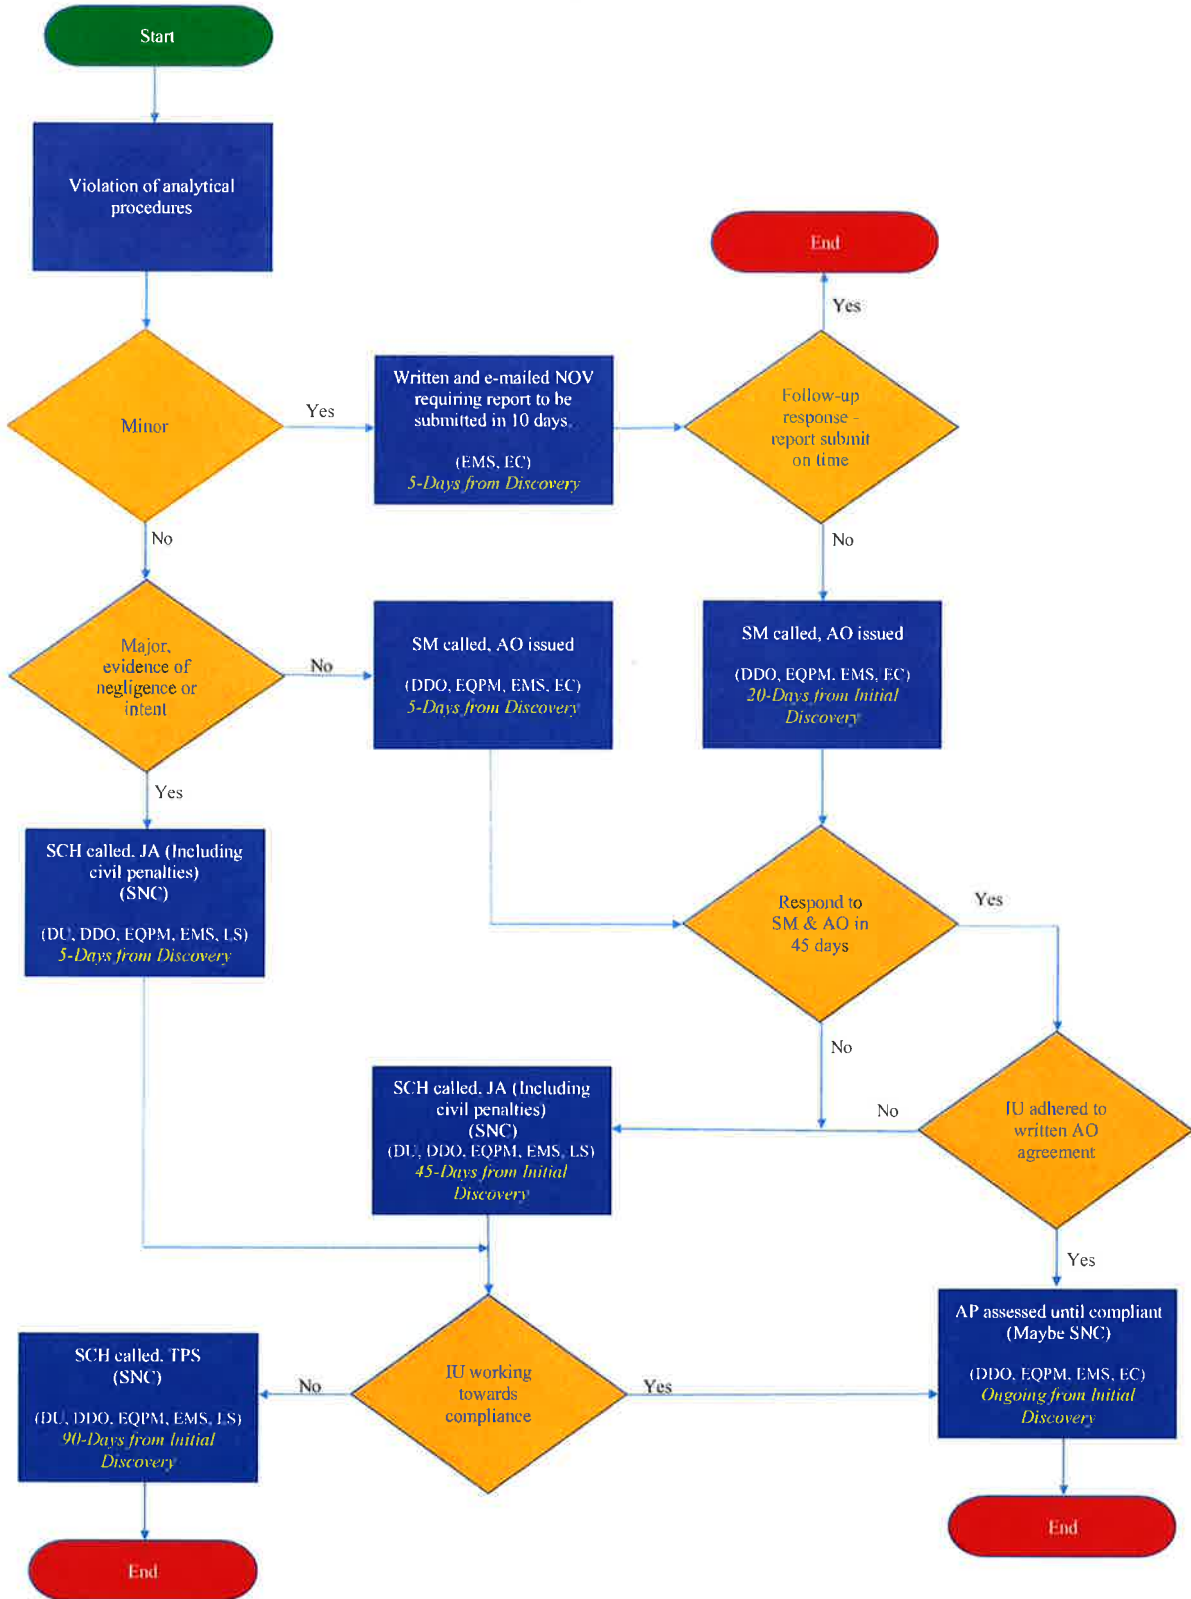 Start
Violation of analytical
procedures
End
Yes
Minor
Yes
Written and e-mailed NOV
requiring report to be
submitted in 10 days
(EMS, EC)
5-Days from Discovery
Follow-up
response -
report submit
on time
No
No
Major,
evidence of
negligence or
intent
No
SM called, AO issued
(DDO, EQPM, EMS, EC)
5-Days from Discovery
SM called, AO issued
(DDO, EQPM, EMS, EC)
20-Days from Initial
Discovery
Yes
SCH called, JA (Including
civil penalties)
(SNC)
(DU, DDO, EQPM, EMS, LS)
5-Days from Discovery
Respond to
SM & AO in
45 days
Yes
No
SCH called, JA (Including
civil penalties)
(SNC)
(DU, DDO, EQPM, EMS, LS)
45-Days from Initial
Discovery
No
IU adhered to
written AO
agreement
Yes
AP assessed until compliant
(Maybe SNC)
(DDO, EQPM, EMS, EC)
Ongoing from Initial
Discovery
SCH called, TPS
(SNC)
(DU, DDO, EQPM, EMS, LS)
90-Days from Initial
Discovery
No
IU working
towards
compliance
Yes
End
End